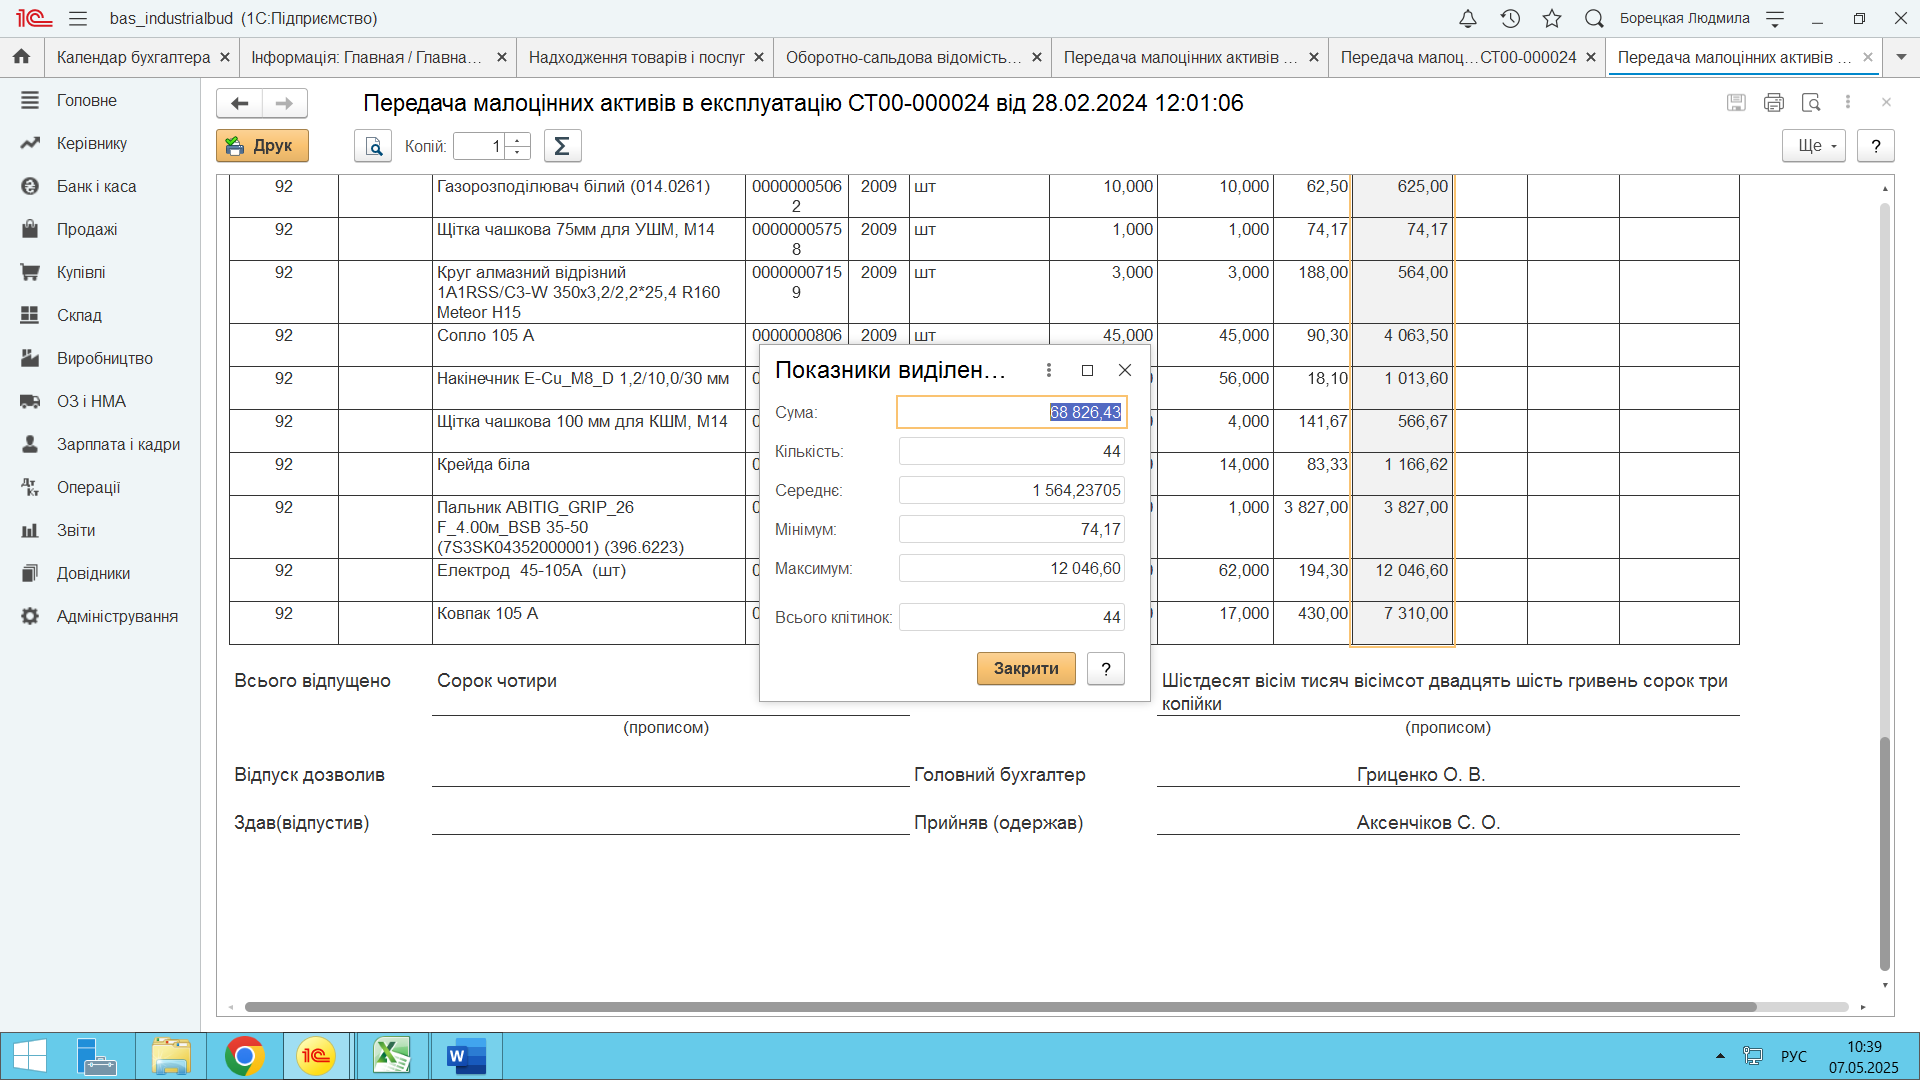 bas_industrialbud (1С:Підприємство)
Борецкая Людмила
Календар бухгалтера
Інформація: Главная / Главна...
Надходження товарів і послуг
Оборотно-сальдова відомість...
Передача малоцінних активів ...
Передача малоц...СТ00-000024
Передача малоцінних активів ...
Головне
Керівнику
Банк і каса
Продажі
Купівлі
Склад
Виробництво
ОЗ і НМА
Зарплата і кадри
Операції
Звіти
Довідники
Адміністрування
Передача малоцінних активів в експлуатацію СТ00-000024 від 28.02.2024 12:01:06
Друк
Копій: 1
Σ
Ще
?
92 Газорозподілювач білий (014.0261) 0000000506 2009 шт 10,000 10,000 62,50 625,00
2
92 Щітка чашкова 75мм для УШМ, М14 0000000575 2009 шт 1,000 1,000 74,17 74,17
8
92 Круг алмазний відрізний 0000000715 2009 шт 3,000 3,000 188,00 564,00
1A1RSS/C3-W 350x3,2/2,2*25,4 R160 9
Meteor H15
92 Сопло 105 А 0000000806 2009 шт 45,000 45,000 90,30 4 063,50
92 Накінечник E-Cu_M8_D 1,2/10,0/30 мм 56,000 18,10 1 013,60
92 Щітка чашкова 100 мм для КШМ, М14 4,000 141,67 566,67
92 Крейда біла 14,000 83,33 1 166,62
92 Пальник ABITIG_GRIP_26 1,000 3 827,00 3 827,00
F_4.00м_BSB 35-50
(7S3SK04352000001) (396.6223)
92 Електрод 45-105А (шт) 62,000 194,30 12 046,60
92 Ковпак 105 А 17,000 430,00 7 310,00
Показники виділен...
Сума: 68 826,43
Кількість: 44
Середнє: 1 564,23705
Мінімум: 74,17
Максимум: 12 046,60
Всього клітинок: 44
Закрити
?
Всього відпущено Сорок чотири Шістдесят вісім тисяч вісімсот двадцять шість гривень сорок три
копійки
(прописом) (прописом)
Відпуск дозволив Головний бухгалтер Гриценко О. В.
Здав(відпустив) Прийняв (одержав) Аксенчіков С. О.
РУС
10:39
07.05.2025